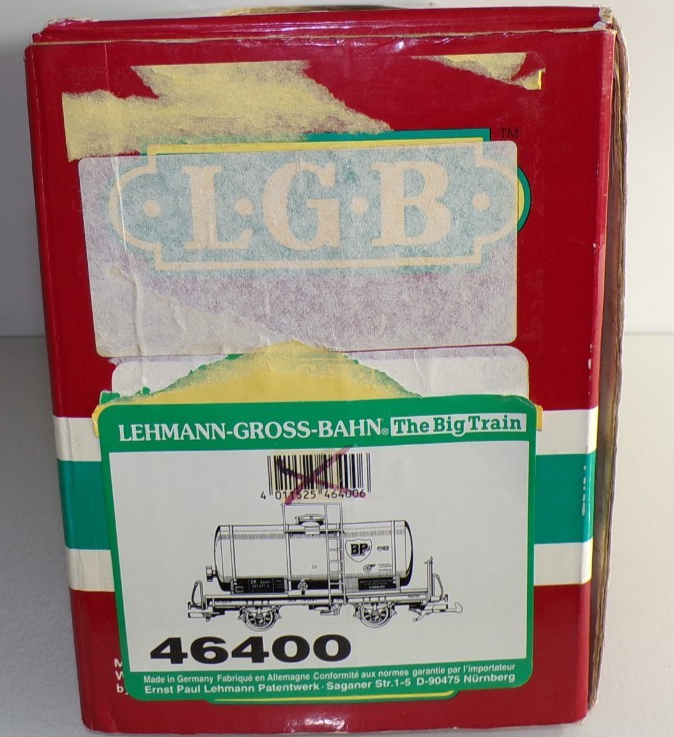 TM
L·G·B
LEHMANN-GROSS-BAHN® The Big Train
4 011525 464006
BP
46400
Made in Germany Fabriqué en Allemagne Conformité aux normes garantie par l'importateur
Ernst Paul Lehmann Patentwerk · Saganer Str.1-5 D-90475 Nürnberg